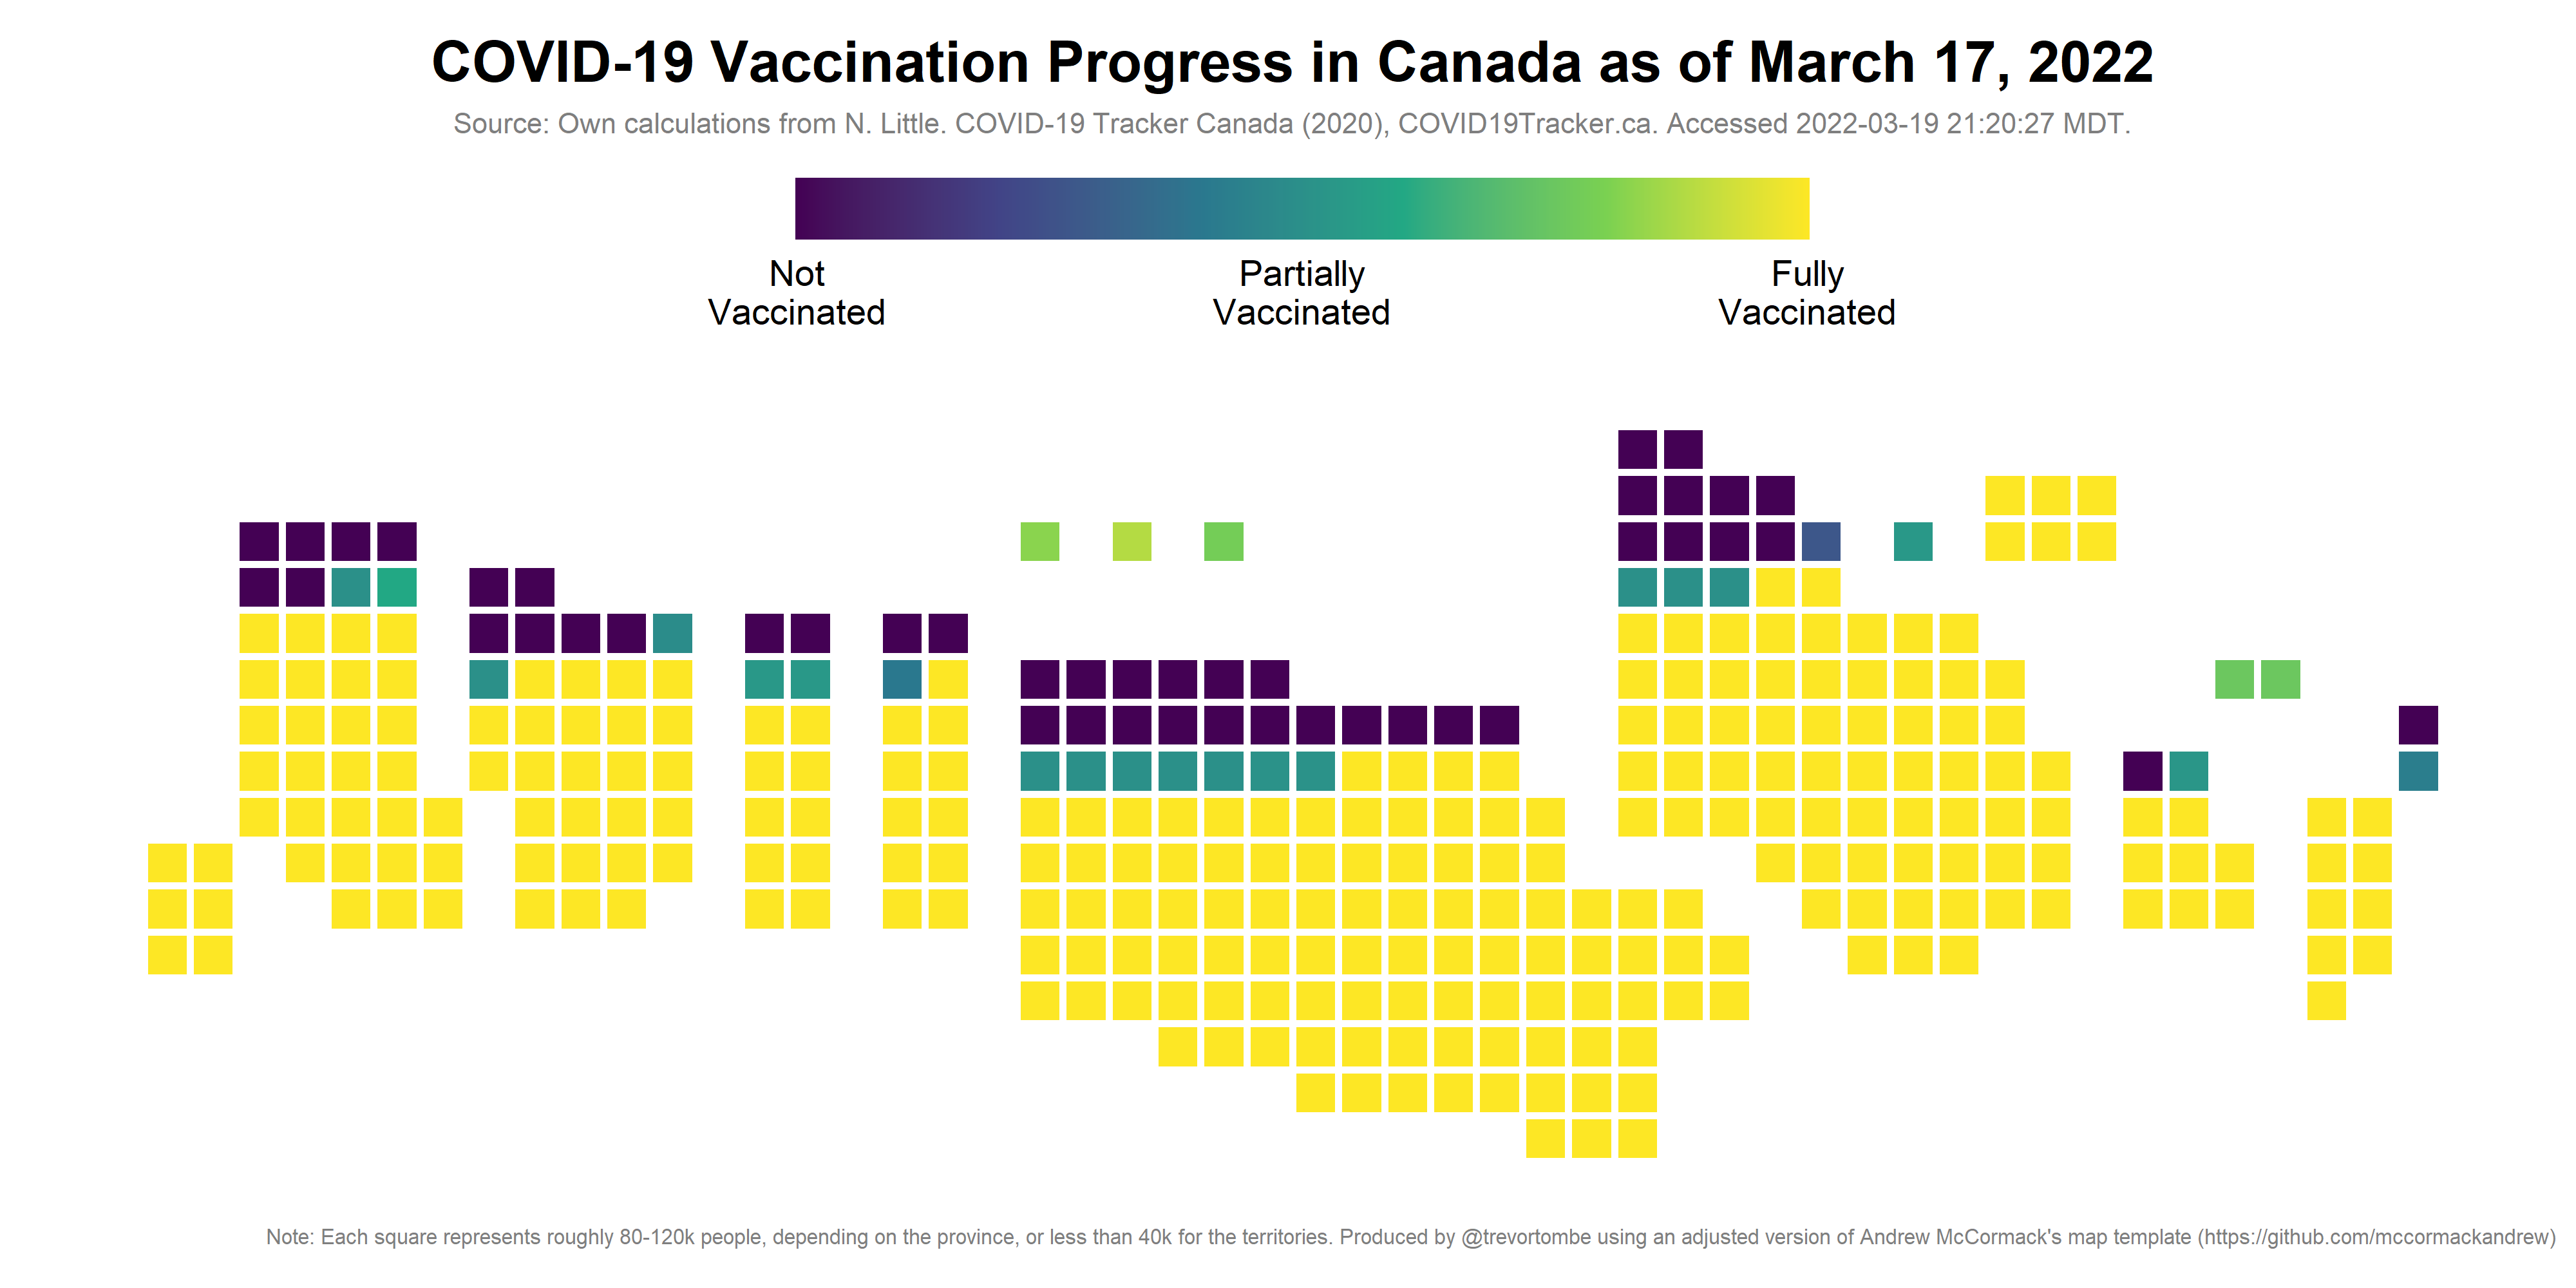 COVID-19 Vaccination Progress in Canada as of March 17, 2022
Source: Own calculations from N. Little. COVID-19 Tracker Canada (2020), COVID19Tracker.ca. Accessed 2022-03-19 21:20:27 MDT.
Not
Vaccinated
Partially
Vaccinated
Fully
Vaccinated
Note: Each square represents roughly 80-120k people, depending on the province, or less than 40k for the territories. Produced by @trevortombe using an adjusted version of Andrew McCormack's map template (https://github.com/mccormackandrew)